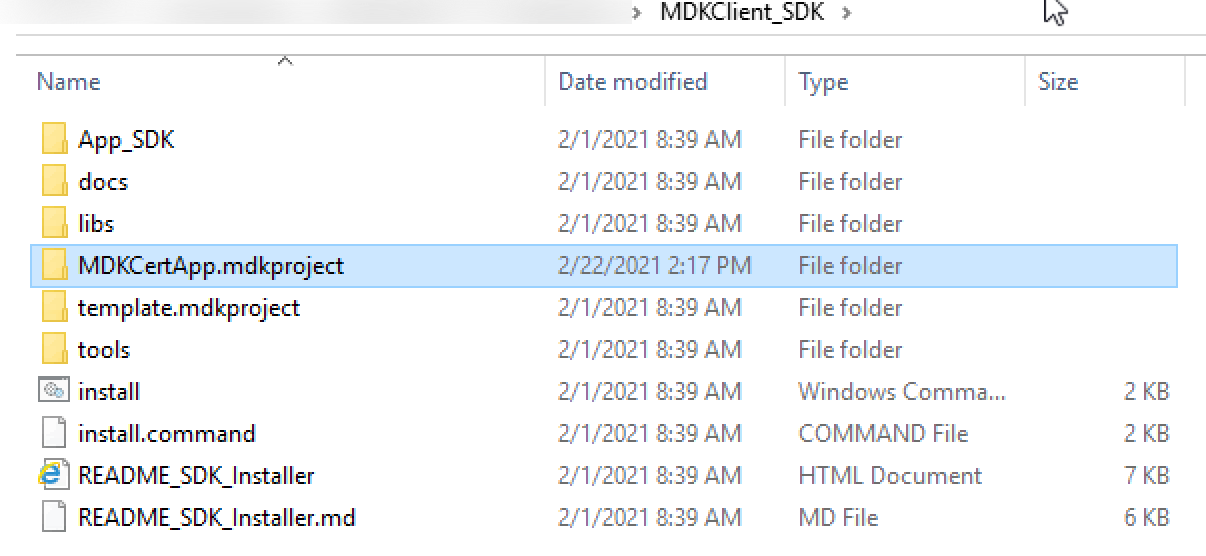 › MDKClient_SDK ›
Name Date modified Type Size
App_SDK 2/1/2021 8:39 AM File folder
docs 2/1/2021 8:39 AM File folder
libs 2/1/2021 8:39 AM File folder
MDKCertApp.mdkproject 2/22/2021 2:17 PM File folder
template.mdkproject 2/1/2021 8:39 AM File folder
tools 2/1/2021 8:39 AM File folder
install 2/1/2021 8:39 AM Windows Comma... 2 KB
install.command 2/1/2021 8:39 AM COMMAND File 2 KB
README_SDK_Installer 2/1/2021 8:39 AM HTML Document 7 KB
README_SDK_Installer.md 2/1/2021 8:39 AM MD File 6 KB